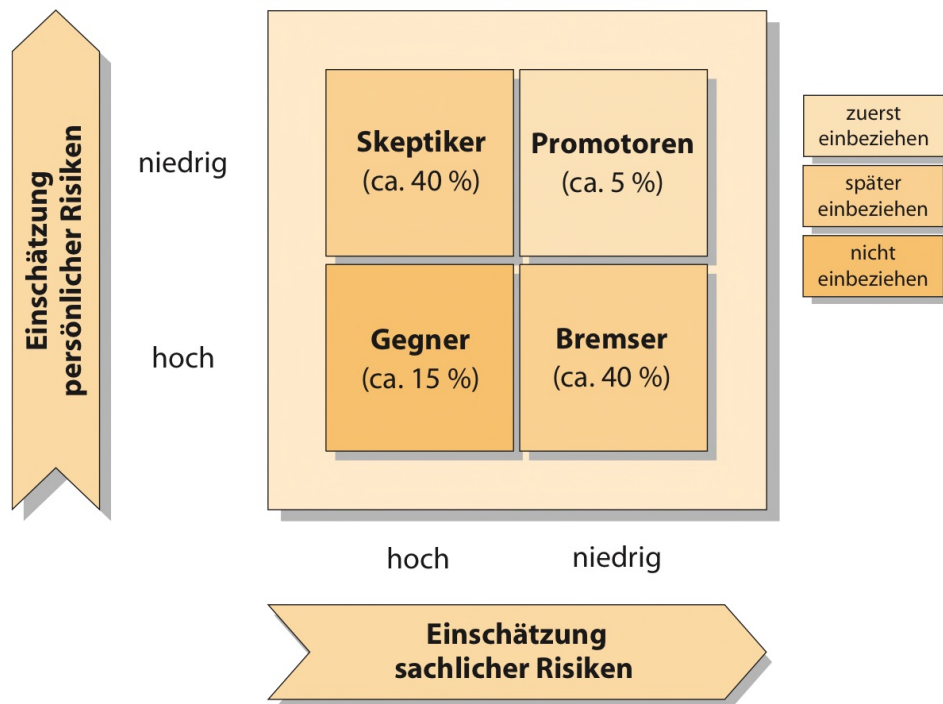 Einschätzung
persönlicher Risiken
niedrig
hoch
Skeptiker
(ca. 40 %)
Promotoren
(ca. 5 %)
Gegner
(ca. 15 %)
Bremser
(ca. 40 %)
zuerst
einbeziehen
später
einbeziehen
nicht
einbeziehen
hoch
niedrig
Einschätzung
sachlicher Risiken